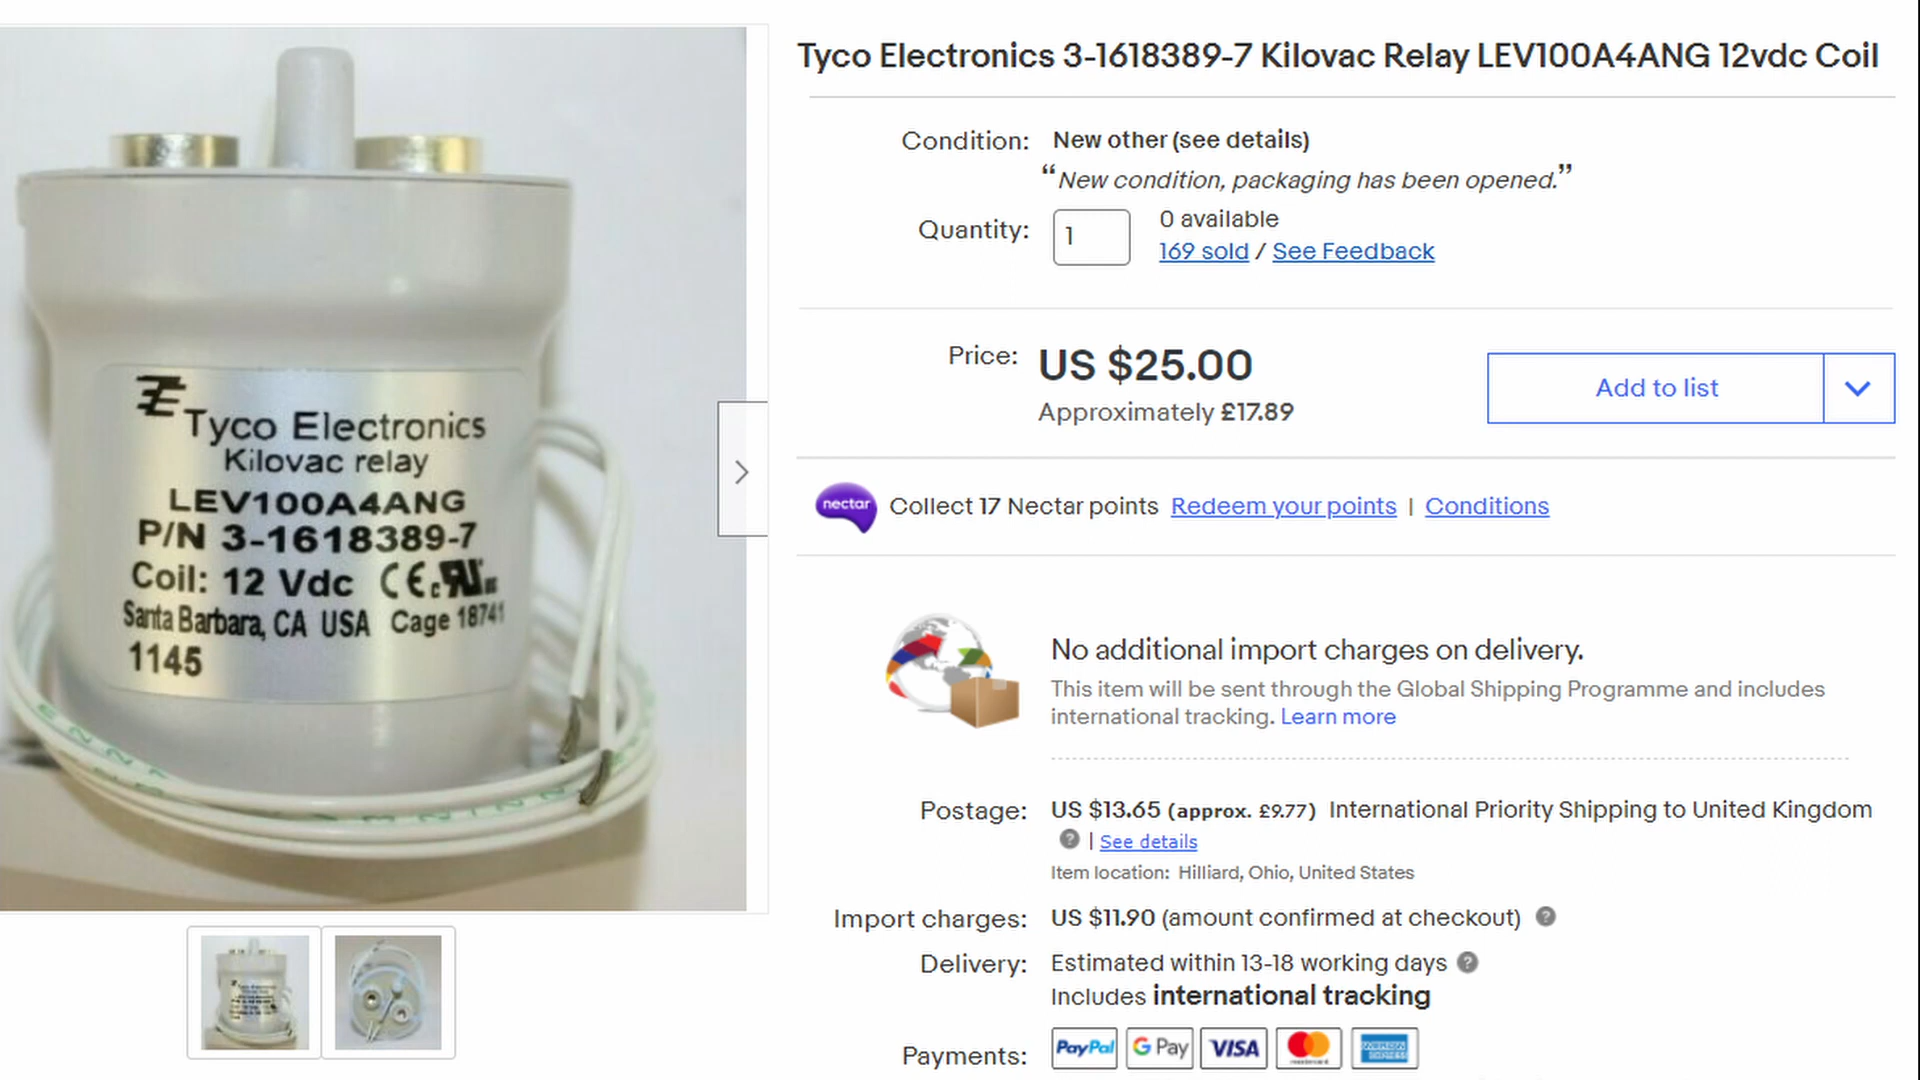 Tyco Electronics
Kilovac relay
LEV100A4ANG
P/N 3-1618389-7
Coil: 12 Vdc
Santa Barbara, CA USA Cage 18741
1145
Tyco Electronics 3-1618389-7 Kilovac Relay LEV100A4ANG 12vdc Coil
Condition: New other (see details)
“New condition, packaging has been opened.”
Quantity: 1 0 available
169 sold / See Feedback
Price: US $25.00
Approximately £17.89
Add to list
nectar Collect 17 Nectar points Redeem your points | Conditions
No additional import charges on delivery.
This item will be sent through the Global Shipping Programme and includes
international tracking. Learn more
Postage: US $13.65 (approx. £9.77) International Priority Shipping to United Kingdom
? | See details
Item location: Hilliard, Ohio, United States
Import charges: US $11.90 (amount confirmed at checkout) ?
Delivery: Estimated within 13-18 working days ?
Includes international tracking
Payments: PayPal G Pay VISA mastercard AMERICAN EXPRESS